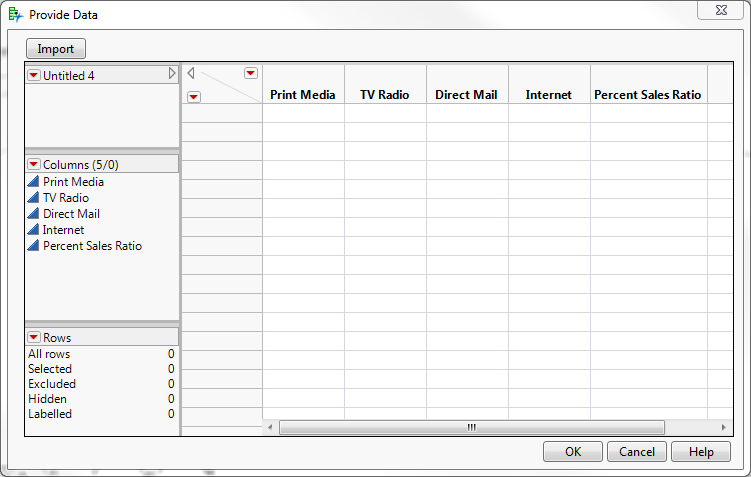 Provide Data
Import
Untitled 4
Print Media TV Radio Direct Mail Internet Percent Sales Ratio
Columns (5/0)
Print Media
TV Radio
Direct Mail
Internet
Percent Sales Ratio
Rows
All rows 0
Selected 0
Excluded 0
Hidden 0
Labelled 0
OK Cancel Help